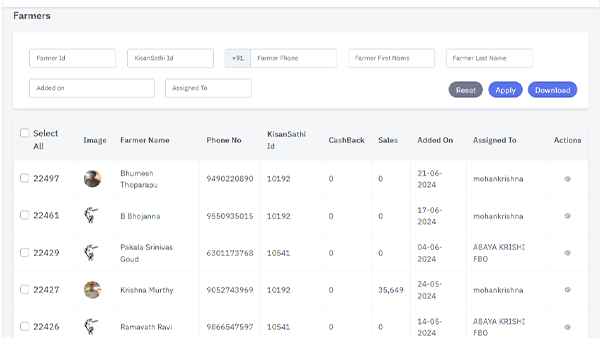 Farmers
Farmer Id KisanSathi Id +91 Farmer Phone Farmer First Name Farmer Last Name
Added on Assigned To Reset Apply Download
Select All Image Farmer Name Phone No KisanSathi Id CashBack Sales Added On Assigned To Actions
22497 Bhumesh Thoparapu 9490220890 10192 0 0 21-06-2024 mohankrishna
22461 B Bhojanna 9550935015 10192 0 0 17-06-2024 mohankrishna
22429 Pakala Srinivas Goud 6301173768 10541 0 0 04-06-2024 ABAYA KRISHI FBO
22427 Krishna Murthy 9052743969 10192 0 35,649 24-05-2024 mohankrishna
22426 Ramavath Ravi 9866547597 10541 0 0 14-05-2024 ABAYA KRISHI FBO